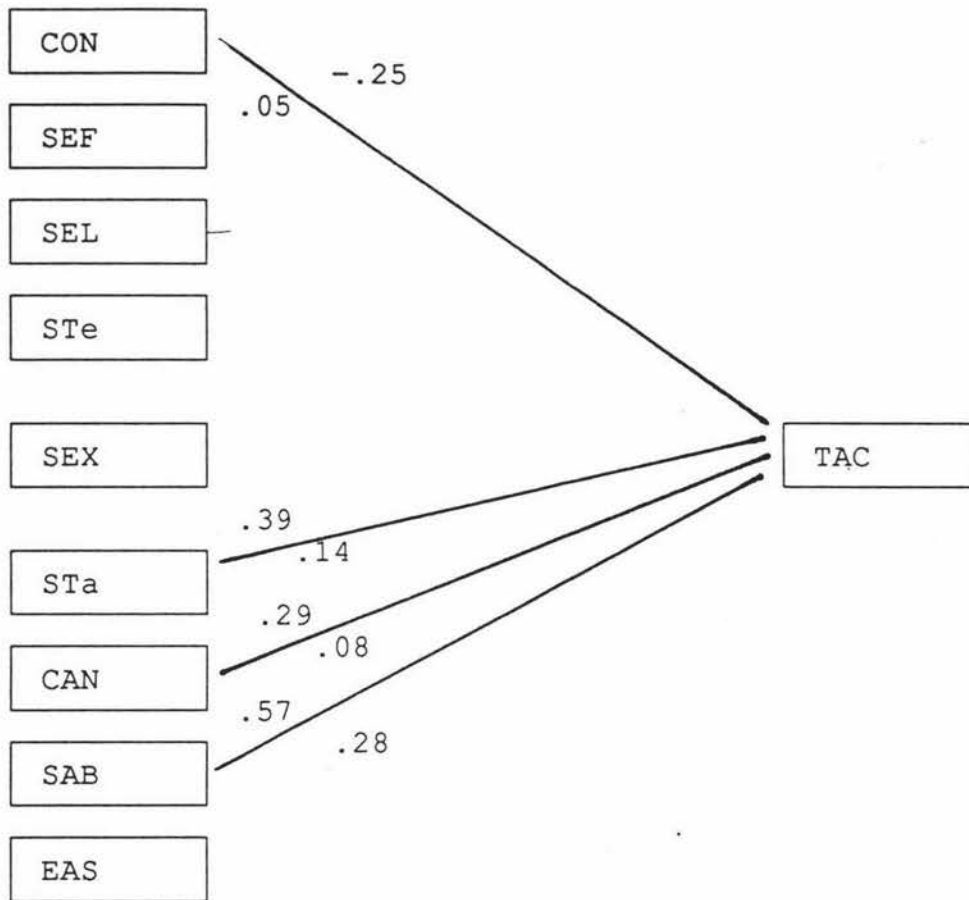 CON
-.25
.05
SEF
SEL
STe
SEX
TAC
.39
.14
STa
.29
.08
CAN
.57
.28
SAB
EAS